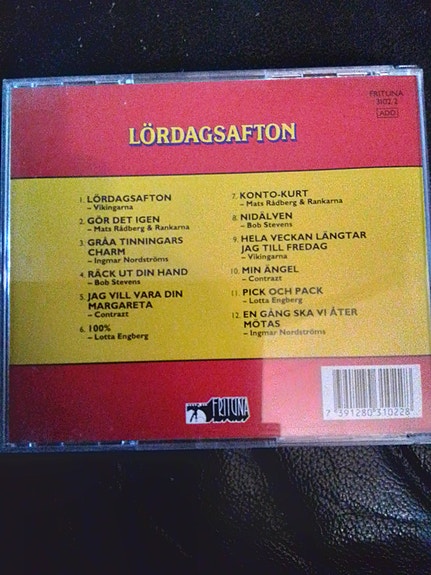 FRITUNA
3102 2
ADD
LÖRDAGSAFTON
1. LÖRDAGSAFTON
– Vikingarna
2. GÖR DET IGEN
– Mats Rådberg & Rankarna
3. GRÅA TINNINGARS
CHARM
– Ingmar Nordströms
4. RÄCK UT DIN HAND
– Bob Stevens
5. JAG VILL VARA DIN
MARGARETA
– Contrazt
6. 100%
– Lotta Engberg
7. KONTO-KURT
– Mats Rådberg & Rankarna
8. NIDÄLVEN
– Bob Stevens
9. HELA VECKAN LÄNGTAR
JAG TILL FREDAG
– Vikingarna
10. MIN ÄNGEL
– Contrazt
11. PICK OCH PACK
– Lotta Engberg
12. EN GÅNG SKA VI ÅTER
MÖTAS
– Ingmar Nordströms
FRITUNA
7 391280 310228